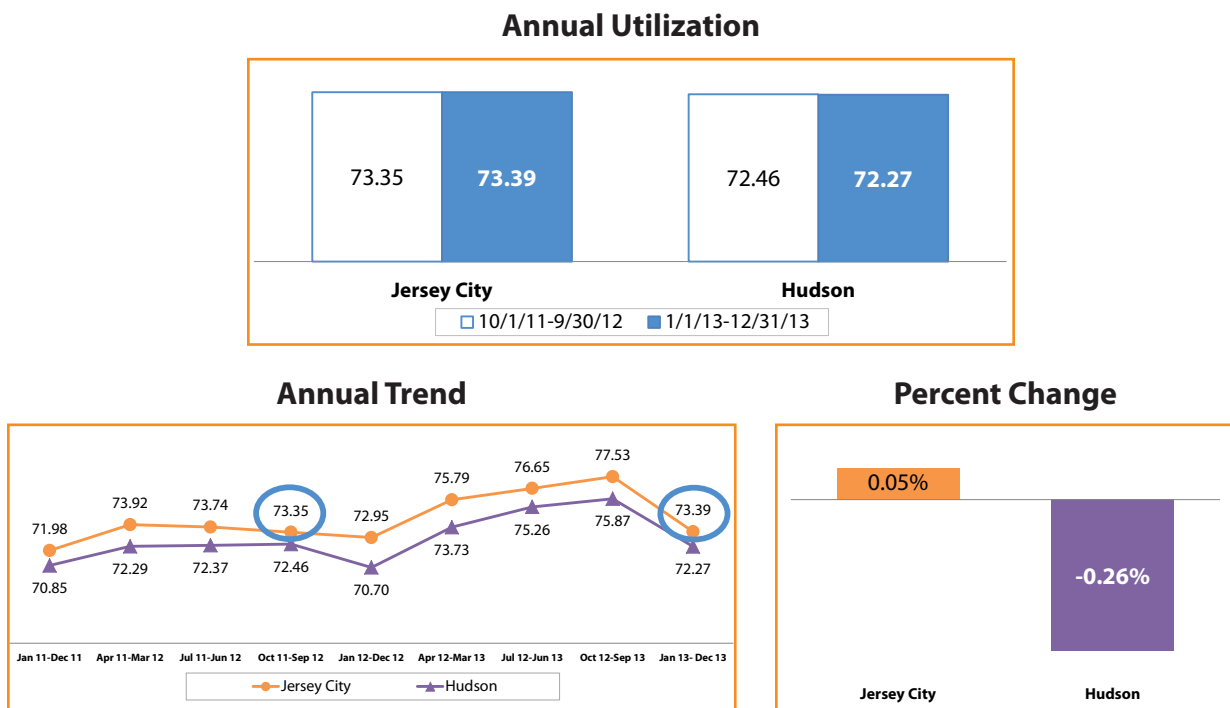 Annual Utilization
73.35
73.39
72.46
72.27
Jersey City
Hudson
10/1/11-9/30/12
1/1/13-12/31/13
Annual Trend
71.98
73.92
73.74
73.35
72.95
75.79
76.65
77.53
73.39
70.85
72.29
72.37
72.46
70.70
73.73
75.26
75.87
72.27
Jan 11-Dec 11 Apr 11-Mar 12 Jul 11-Jun 12 Oct 11-Sep 12 Jan 12-Dec 12 Apr 12-Mar 13 Jul 12-Jun 13 Oct 12-Sep 13 Jan 13- Dec 13
Jersey City
Hudson
Percent Change
0.05%
-0.26%
Jersey City
Hudson